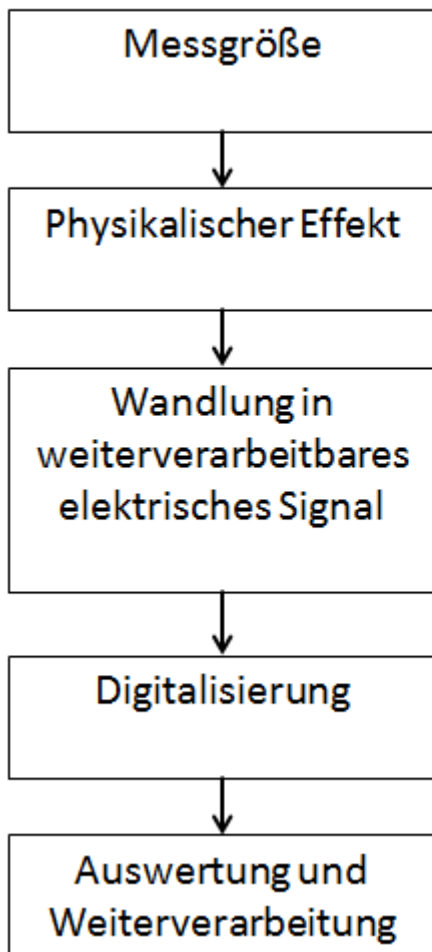 Messgröße
Physikalischer Effekt
Wandlung in
weiterverarbeitbares
elektrisches Signal
Digitalisierung
Auswertung und
Weiterverarbeitung